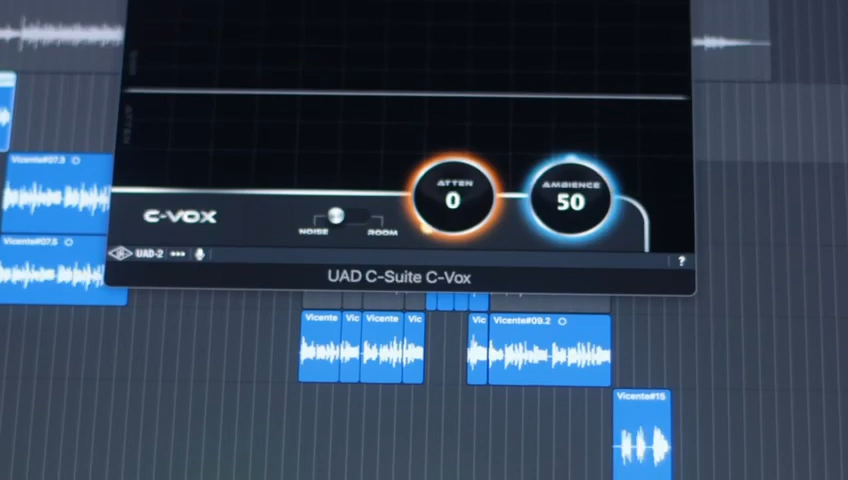 Vicente#07.3
Vicente#07.5
ATTEN
0
AMBIENCE
50
C-VOX
NOISE
ROOM
UAD-2
?
UAD C-Suite C-Vox
Vicente
Vic
Vicente
Vic
Vic
Vicente#09.2
Vicente#15